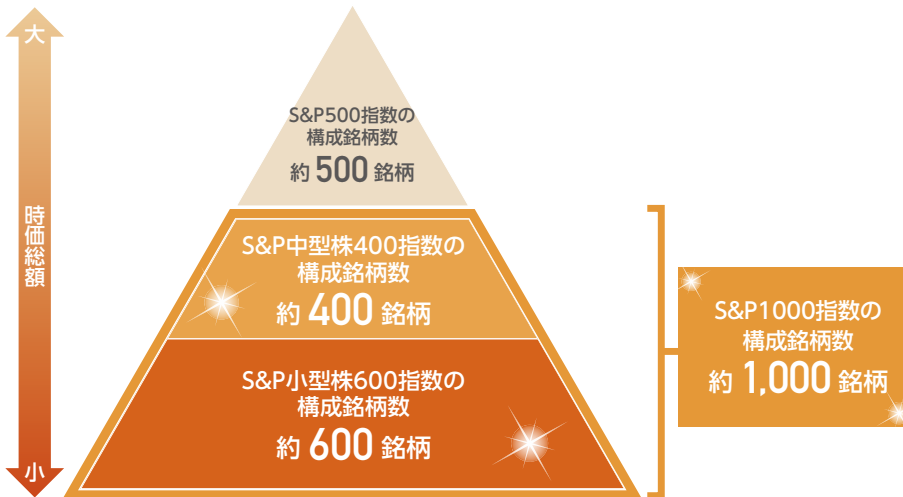 大
時価総額
小
S&P500指数の
構成銘柄数
約 500 銘柄
S&P中型株400指数の
構成銘柄数
約 400 銘柄
S&P小型株600指数の
構成銘柄数
約 600 銘柄
S&P1000指数の
構成銘柄数
約 1,000 銘柄